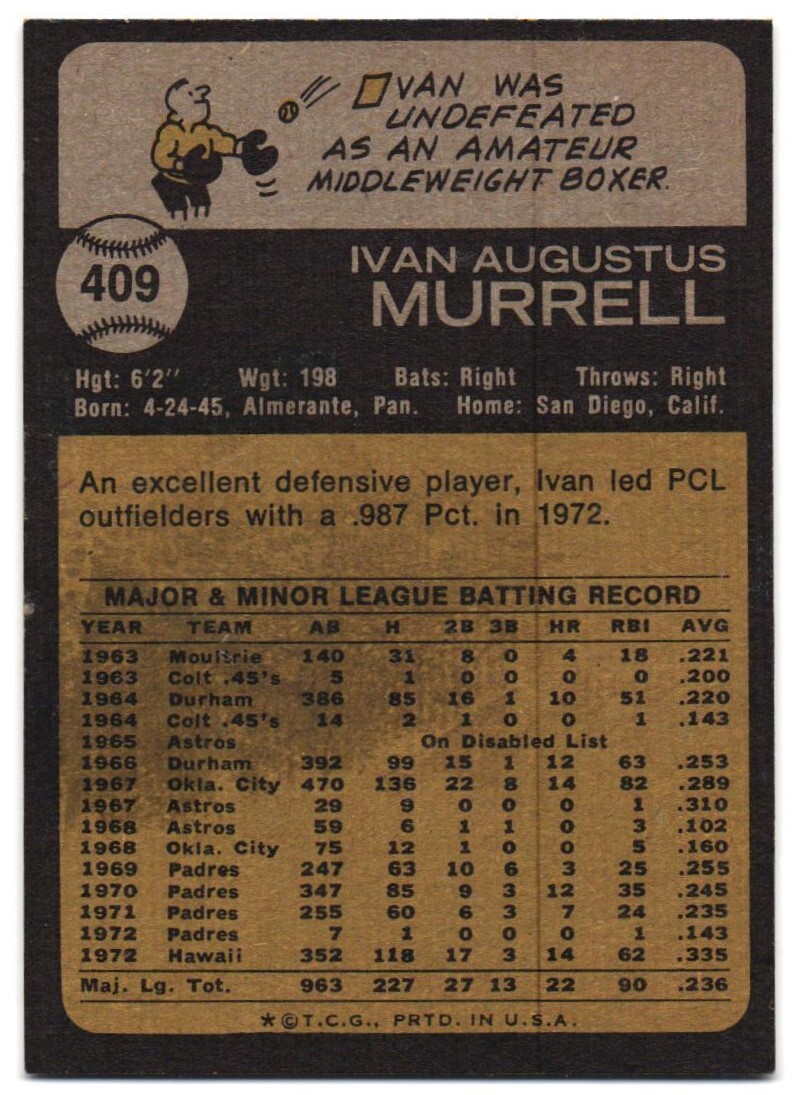 IVAN WAS
UNDEFEATED
AS AN AMATEUR
MIDDLEWEIGHT BOXER.
409
IVAN AUGUSTUS
MURRELL
Hgt: 6'2" Wgt: 198 Bats: Right Throws: Right
Born: 4-24-45, Almerante, Pan. Home: San Diego, Calif.
An excellent defensive player, Ivan led PCL
outfielders with a .987 Pct. in 1972.
MAJOR & MINOR LEAGUE BATTING RECORD
YEAR TEAM AB H 2B 3B HR RBI AVG
1963 Moultrie 140 31 8 0 4 18 .221
1963 Colt .45's 5 1 0 0 0 0 .200
1964 Durham 386 85 16 1 10 51 .220
1964 Colt .45's 14 2 1 0 0 1 .143
1965 Astros On Disabled List
1966 Durham 392 99 15 1 12 63 .253
1967 Okla. City 470 136 22 8 14 82 .289
1967 Astros 29 9 0 0 0 1 .310
1968 Astros 59 6 1 1 0 3 .102
1968 Okla. City 75 12 1 0 0 5 .160
1969 Padres 247 63 10 6 3 25 .255
1970 Padres 347 85 9 3 12 35 .245
1971 Padres 255 60 6 3 7 24 .235
1972 Padres 7 1 0 0 0 1 .143
1972 Hawaii 352 118 17 3 14 62 .335
Maj. Lg. Tot. 963 227 27 13 22 90 .236
*©T.C.G., PRTD. IN U.S.A.